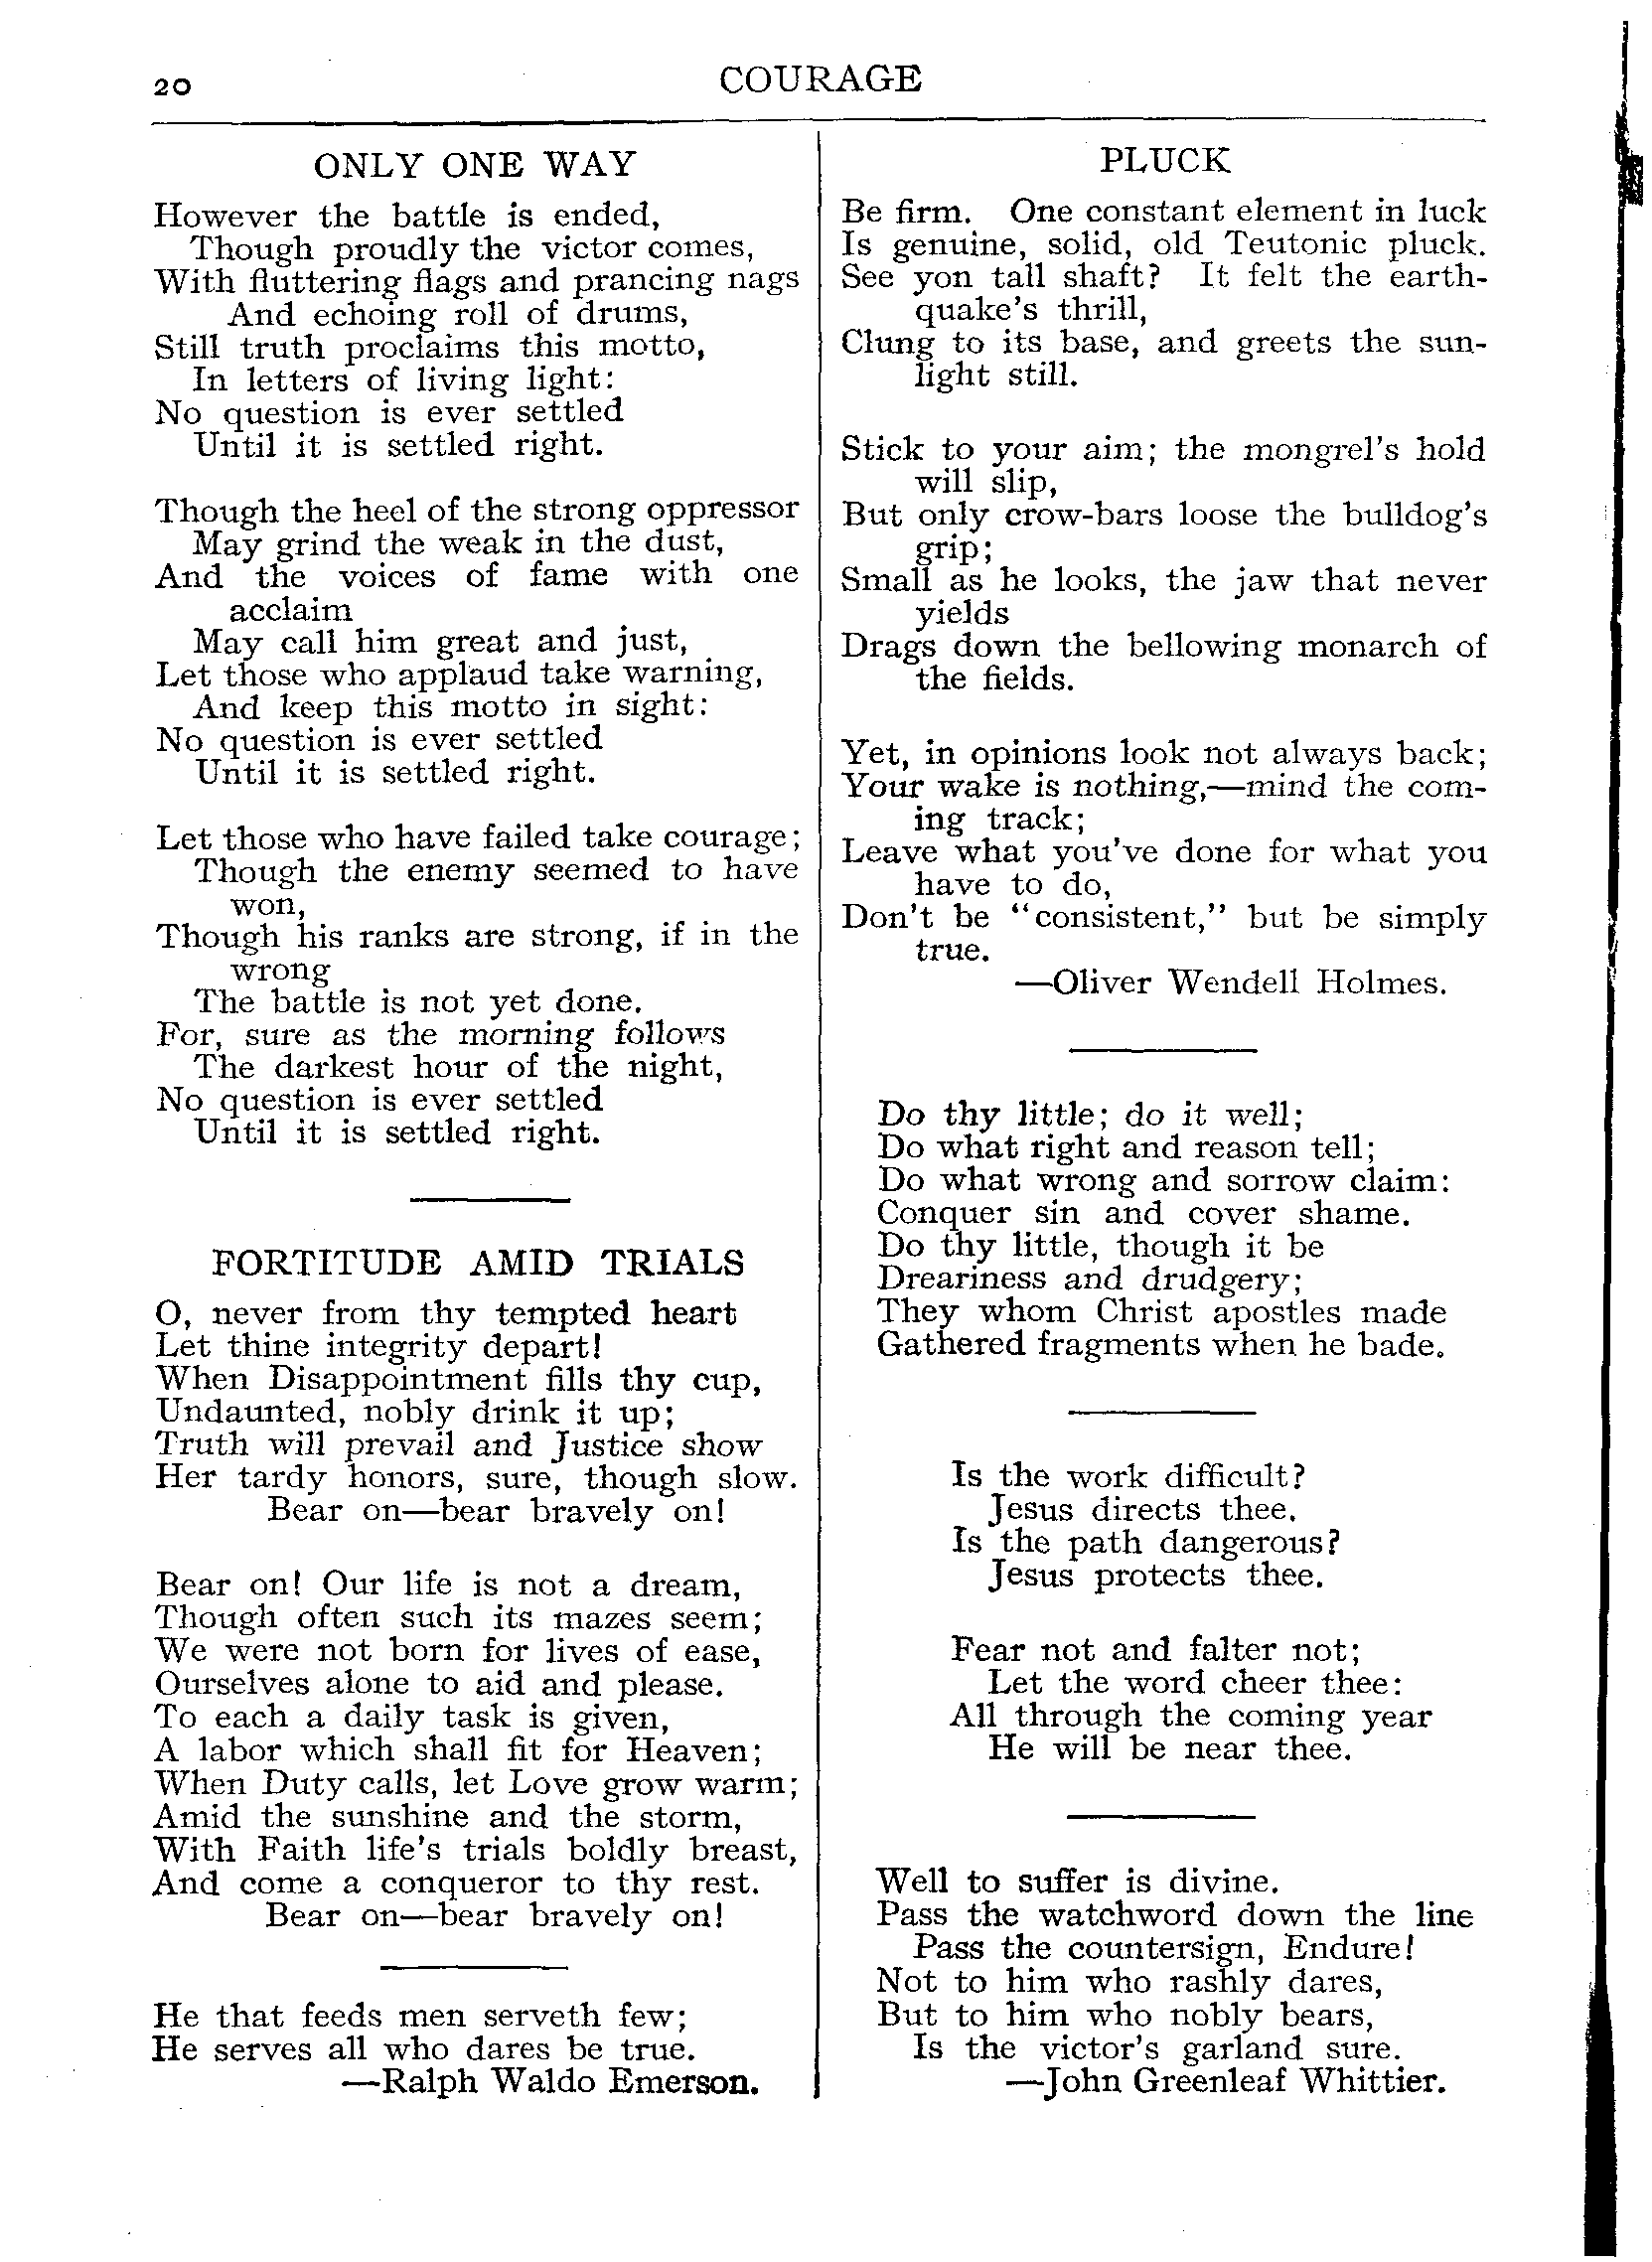 20
COURAGE
ONLY ONE WAY
However the battle is ended,
Though proudly the victor comes,
With fluttering flags and prancing nags
And echoing roll of drums,
Still truth proclaims this motto,
In letters of living light:
No question is ever settled
Until it is settled right.
Though the heel of the strong oppressor
May grind the weak in the dust,
And the voices of fame with one
acclaim
May call him great and just,
Let those who applaud take warning,
And keep this motto in sight:
No question is ever settled
Until it is settled right.
Let those who have failed take courage;
Though the enemy seemed to have
won,
Though his ranks are strong, if in the
wrong
The battle is not yet done.
For, sure as the morning follows
The darkest hour of the night,
No question is ever settled
Until it is settled right.
FORTITUDE AMID TRIALS
O, never from thy tempted heart
Let thine integrity depart!
When Disappointment fills thy cup,
Undaunted, nobly drink it up;
Truth will prevail and Justice show
Her tardy honors, sure, though slow.
Bear on—bear bravely on!
Bear on! Our life is not a dream,
Though often such its mazes seem;
We were not born for lives of ease,
Ourselves alone to aid and please.
To each a daily task is given,
A labor which shall fit for Heaven;
When Duty calls, let Love grow warm;
Amid the sunshine and the storm,
With Faith life's trials boldly breast,
And come a conqueror to thy rest.
Bear on—bear bravely on!
He that feeds men serveth few;
He serves all who dares be true.
—Ralph Waldo Emerson.
PLUCK
Be firm. One constant element in luck
Is genuine, solid, old Teutonic pluck.
See yon tall shaft? It felt the earth-
quake's thrill,
Clung to its base, and greets the sun-
light still.
Stick to your aim; the mongrel's hold
will slip,
But only crow-bars loose the bulldog's
grip;
Small as he looks, the jaw that never
yields
Drags down the bellowing monarch of
the fields.
Yet, in opinions look not always back;
Your wake is nothing,—mind the com-
ing track;
Leave what you've done for what you
have to do,
Don't be "consistent," but be simply
true.
—Oliver Wendell Holmes.
Do thy little; do it well;
Do what right and reason tell;
Do what wrong and sorrow claim:
Conquer sin and cover shame.
Do thy little, though it be
Dreariness and drudgery;
They whom Christ apostles made
Gathered fragments when he bade.
Is the work difficult?
Jesus directs thee.
Is the path dangerous?
Jesus protects thee.
Fear not and falter not;
Let the word cheer thee:
All through the coming year
He will be near thee.
Well to suffer is divine.
Pass the watchword down the line
Pass the countersign, Endure!
Not to him who rashly dares,
But to him who nobly bears,
Is the victor's garland sure.
—John Greenleaf Whittier.